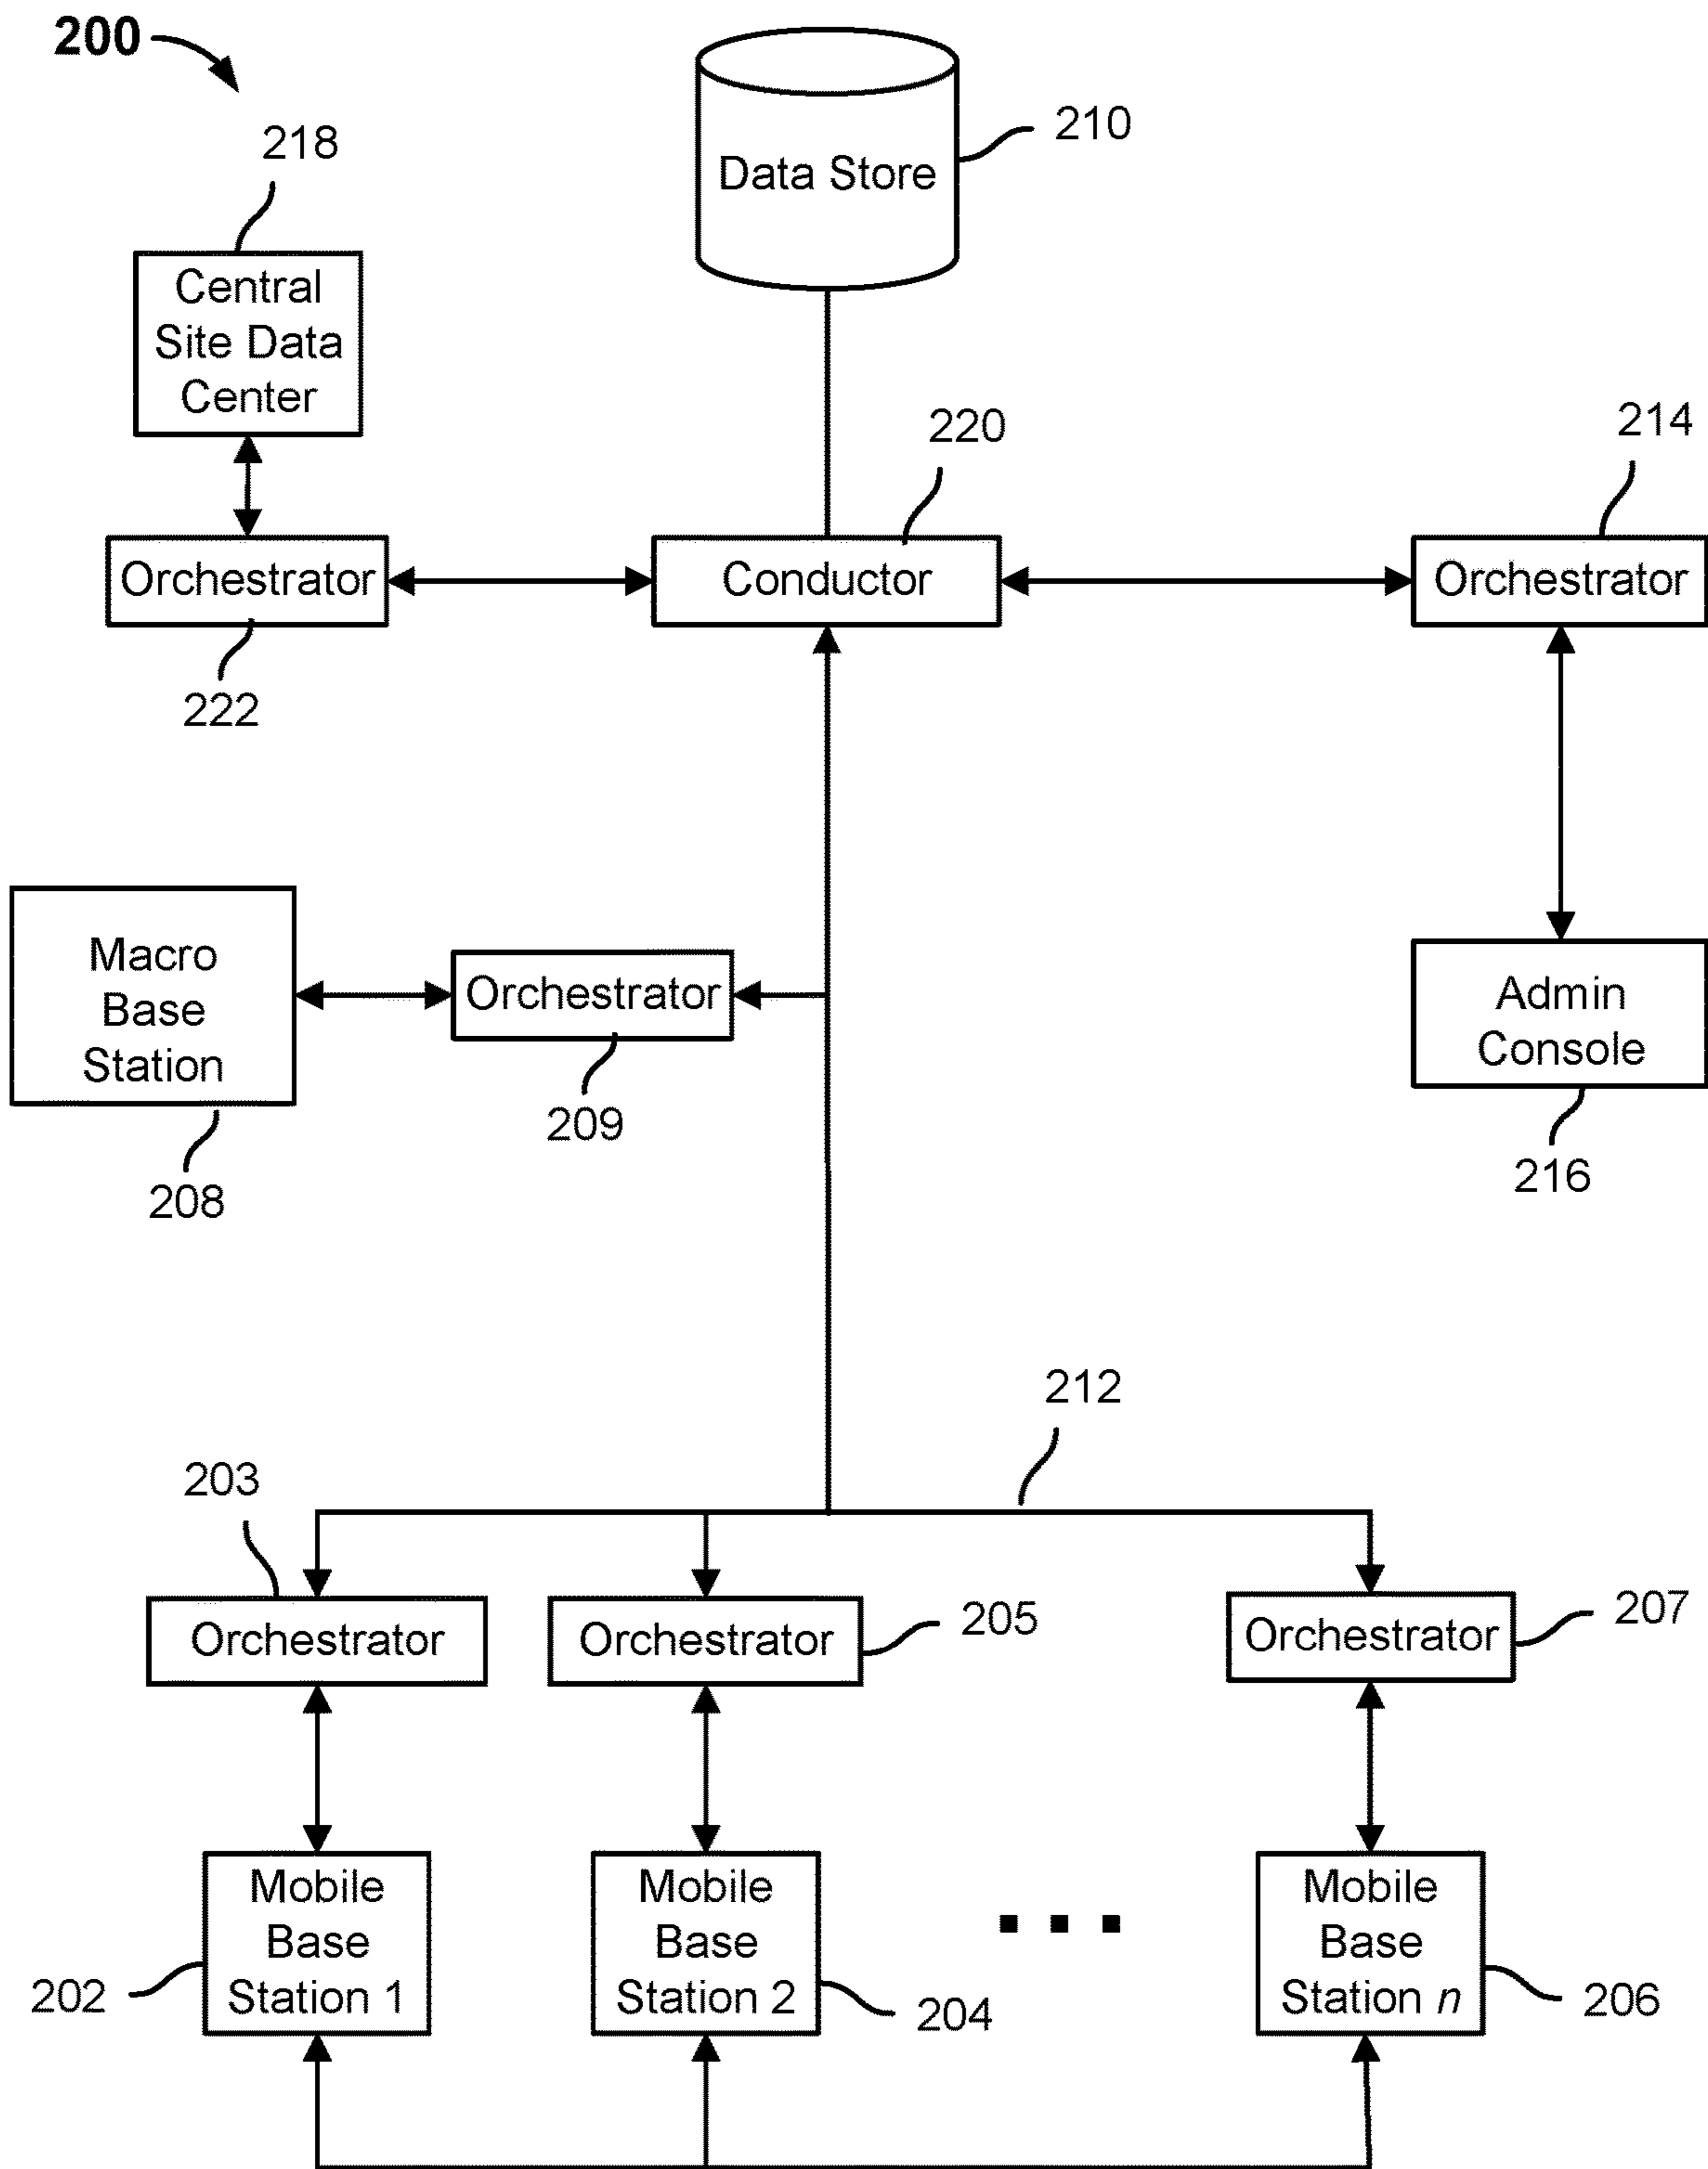 200
218
210
Data Store
Central
Site Data
Center
220
214
Orchestrator
Conductor
Orchestrator
222
Macro
Base
Station
Orchestrator
Admin
Console
209
208
216
212
203
Orchestrator
Orchestrator
205
Orchestrator
207
Mobile
Base
Station 1
202
Mobile
Base
Station 2
204
Mobile
Base
Station n
206